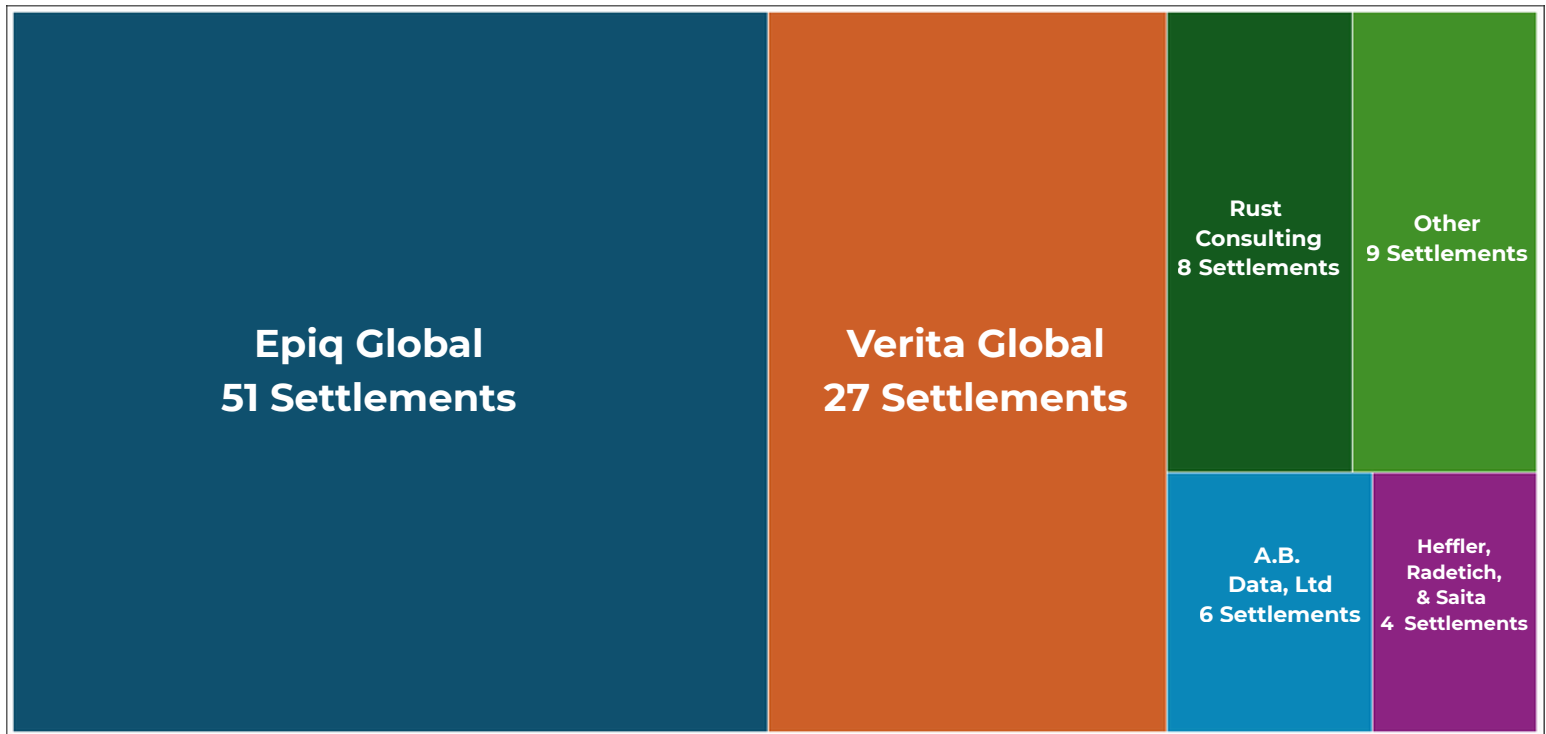 Epiq Global
51 Settlements
Verita Global
27 Settlements
Rust
Consulting
8 Settlements
Other
9 Settlements
A.B.
Data, Ltd
6 Settlements
Heffler,
Radetich,
& Saita
4  Settlements